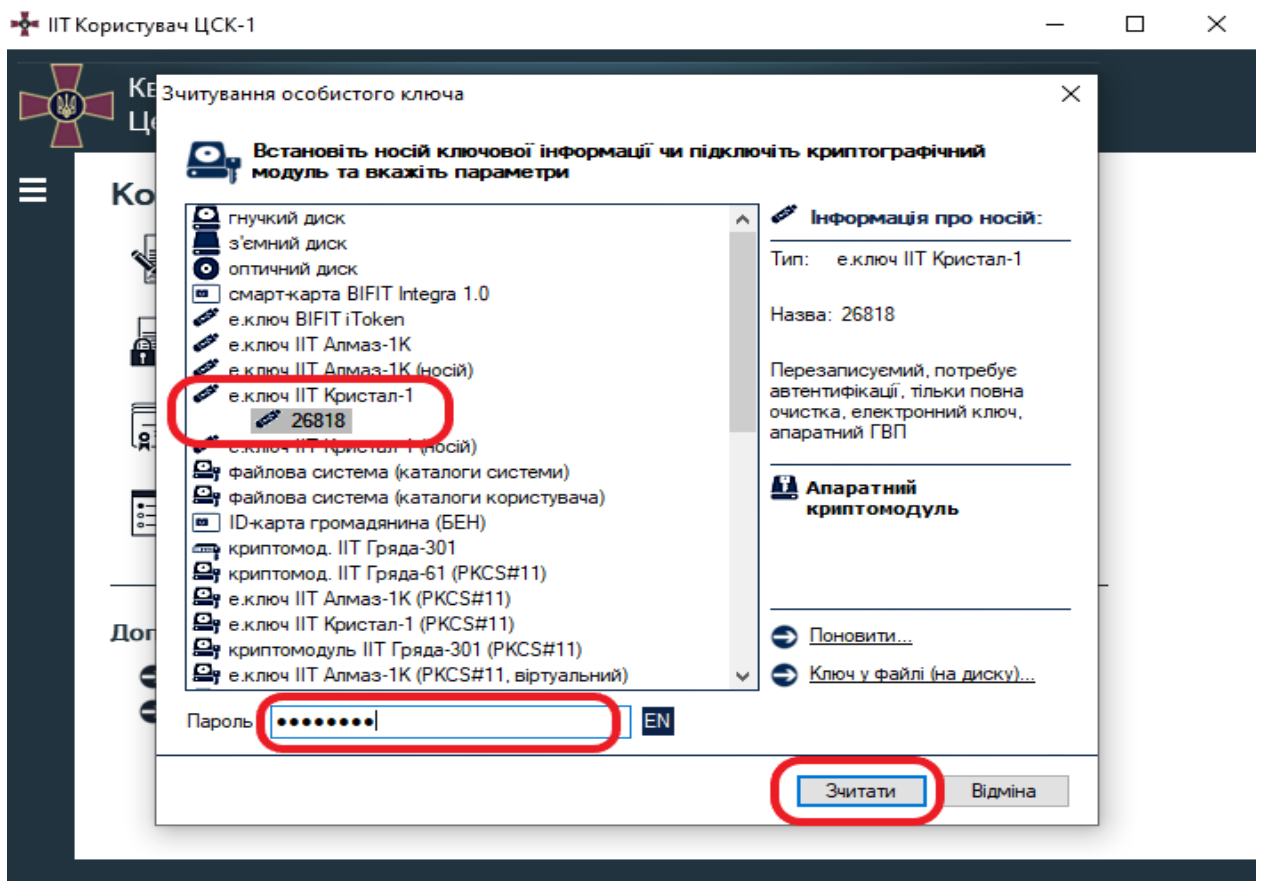 ІІТ Користувач ЦСК-1
Зчитування особистого ключа
Встановіть носій ключової інформації чи підключіть криптографічний
модуль та вкажіть параметри
Ко
гнучкий диск
з'ємний диск
оптичний диск
смарт-карта BIFIT Integra 1.0
е.ключ BIFIT iToken
е.ключ ІІТ Алмаз-1К
е.ключ ІІТ Алмаз-1К (носій)
е.ключ ІІТ Кристал-1
26818
е.ключ ІІТ Кристал-1 (носій)
файлова система (каталоги системи)
файлова система (каталоги користувача)
ID-карта громадянина (БЕН)
криптомод. ІІТ Гряда-301
криптомод. ІІТ Гряда-61 (PKCS#11)
е.ключ ІІТ Алмаз-1К (PKCS#11)
е.ключ ІІТ Кристал-1 (PKCS#11)
криптомодуль ІІТ Гряда-301 (PKCS#11)
е.ключ ІІТ Алмаз-1К (PKCS#11, віртуальний)
Інформація про носій:
Тип: е.ключ ІІТ Кристал-1
Назва: 26818
Перезаписуємий, потребує
автентифікації, тільки повна
очистка, електронний ключ,
апаратний ГВП
Апаратний
криптомодуль
Поновити...
Ключ у файлі (на диску)...
Пароль ••••••••
EN
Зчитати Відміна